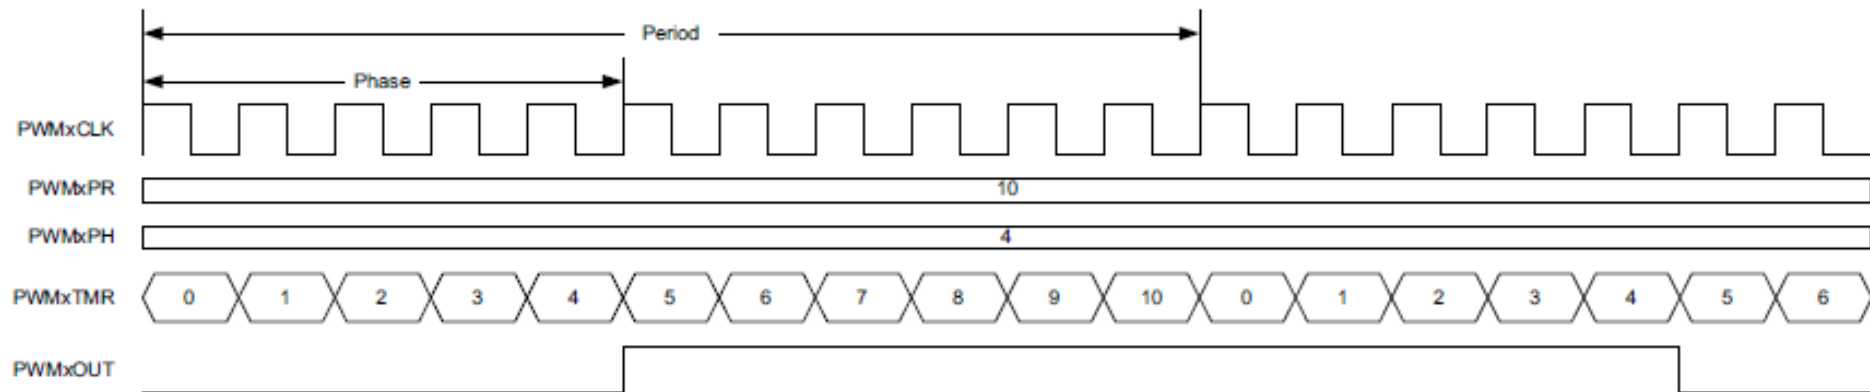 Period
Phase
PWMxCLK
PWMxPR 10
PWMxPH 4
PWMxTMR 0 1 2 3 4 5 6 7 8 9 10 0 1 2 3 4 5 6
PWMxOUT